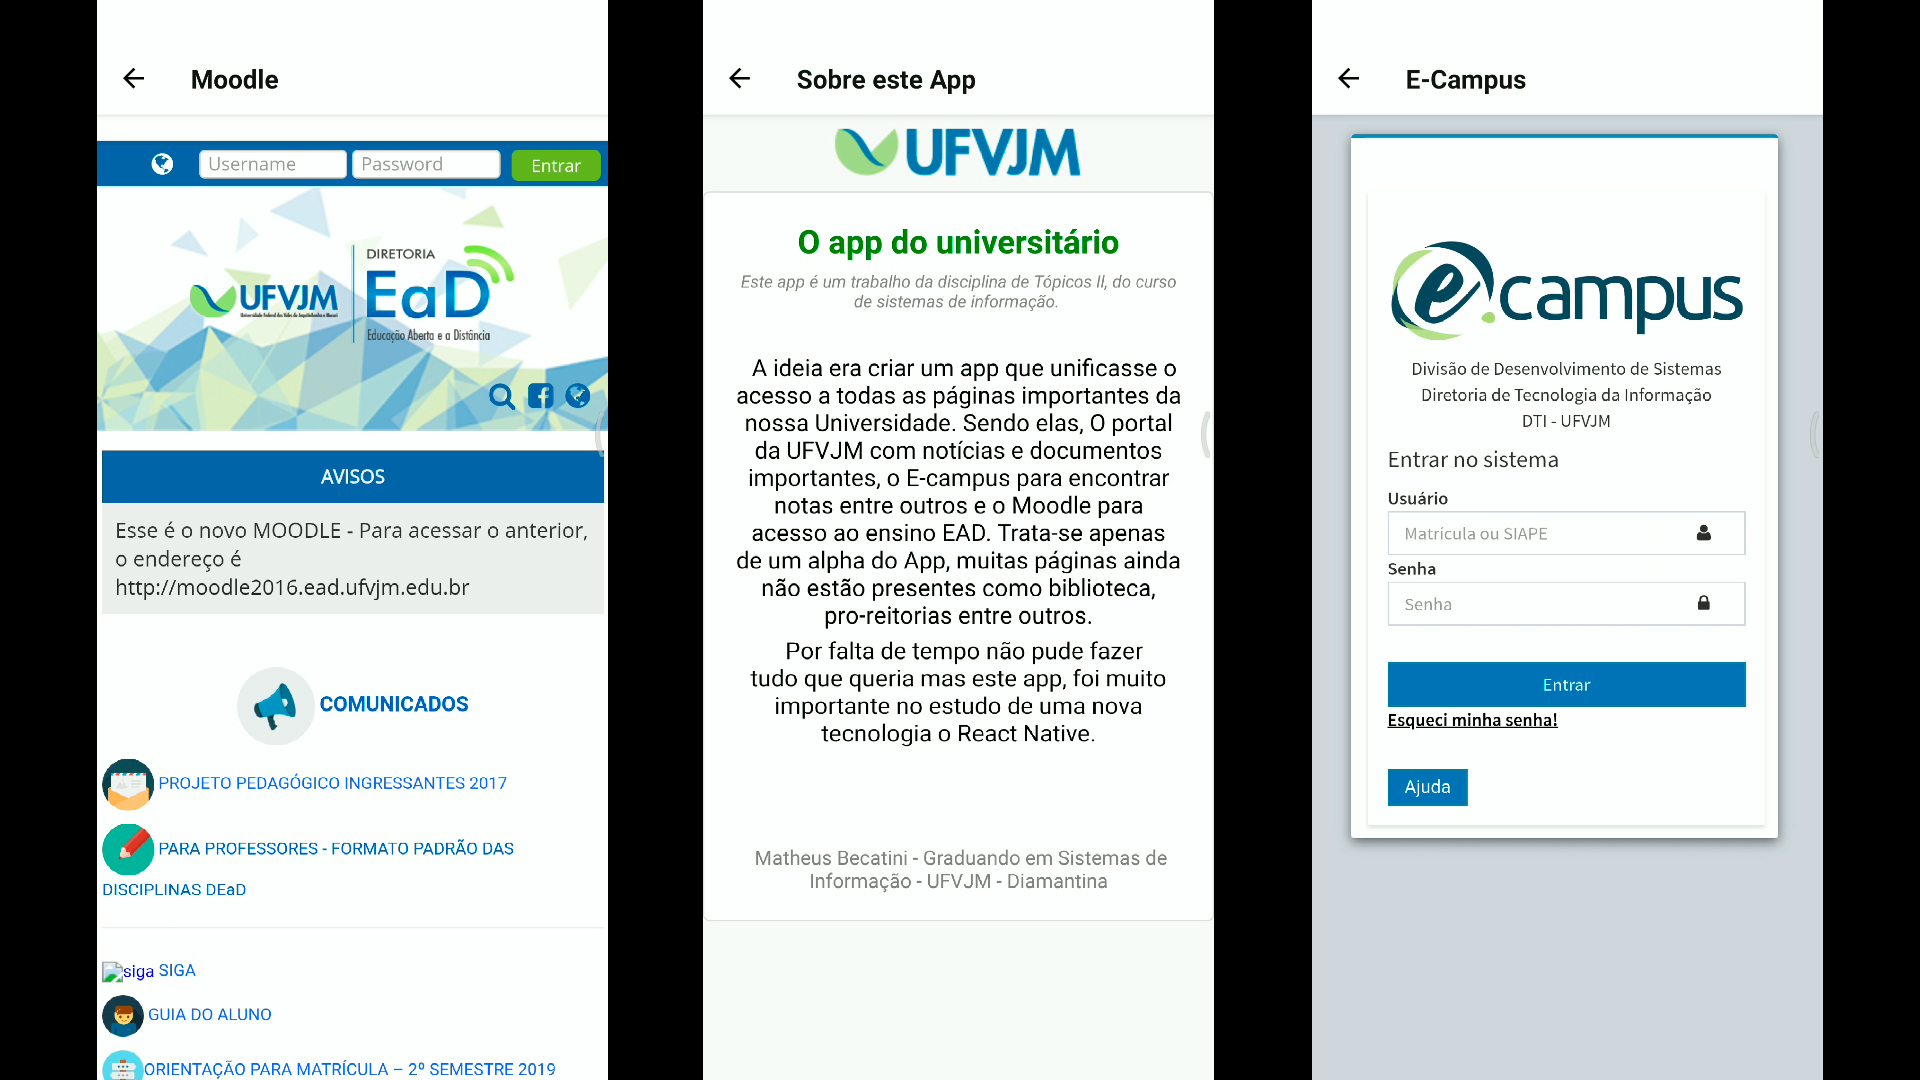 Moodle
Username
Password
Entrar
UFVJM
DIRETORIA
EaD
Educação Aberta e a Distância
AVISOS
Esse é o novo MOODLE - Para acessar o anterior,
o endereço é
http://moodle2016.ead.ufvjm.edu.br
COMUNICADOS
PROJETO PEDAGÓGICO INGRESSANTES 2017
PARA PROFESSORES - FORMATO PADRÃO DAS
DISCIPLINAS DEaD
siga SIGA
GUIA DO ALUNO
ORIENTAÇÃO PARA MATRÍCULA – 2º SEMESTRE 2019
Sobre este App
UFVJM
O app do universitário
Este app é um trabalho da disciplina de Tópicos II, do curso
de sistemas de informação.
A ideia era criar um app que unificasse o
acesso a todas as páginas importantes da
nossa Universidade. Sendo elas, O portal
da UFVJM com notícias e documentos
importantes, o E-campus para encontrar
notas entre outros e o Moodle para
acesso ao ensino EAD. Trata-se apenas
de um alpha do App, muitas páginas ainda
não estão presentes como biblioteca,
pro-reitorias entre outros.
Por falta de tempo não pude fazer
tudo que queria mas este app, foi muito
importante no estudo de uma nova
tecnologia o React Native.
Matheus Becatini - Graduando em Sistemas de
Informação - UFVJM - Diamantina
E-Campus
e.campus
Divisão de Desenvolvimento de Sistemas
Diretoria de Tecnologia da Informação
DTI - UFVJM
Entrar no sistema
Usuário
Matrícula ou SIAPE
Senha
Senha
Entrar
Esqueci minha senha!
Ajuda